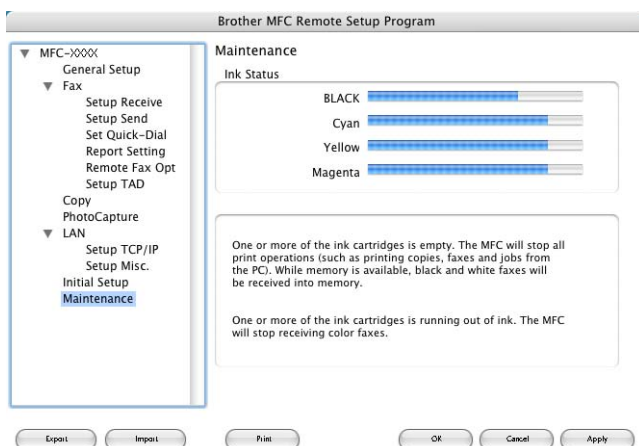 Brother MFC Remote Setup Program
MFC-XXXX
General Setup
Fax
Setup Receive
Setup Send
Set Quick-Dial
Report Setting
Remote Fax Opt
Setup TAD
Copy
PhotoCapture
LAN
Setup TCP/IP
Setup Misc.
Initial Setup
Maintenance
Maintenance
Ink Status
BLACK
Cyan
Yellow
Magenta
One or more of the ink cartridges is empty. The MFC will stop all
print operations (such as printing copies, faxes and jobs from
the PC). While memory is available, black and white faxes will
be received into memory.
One or more of the ink cartridges is running out of ink. The MFC
will stop receiving color faxes.
Export
Import
Print
OK
Cancel
Apply